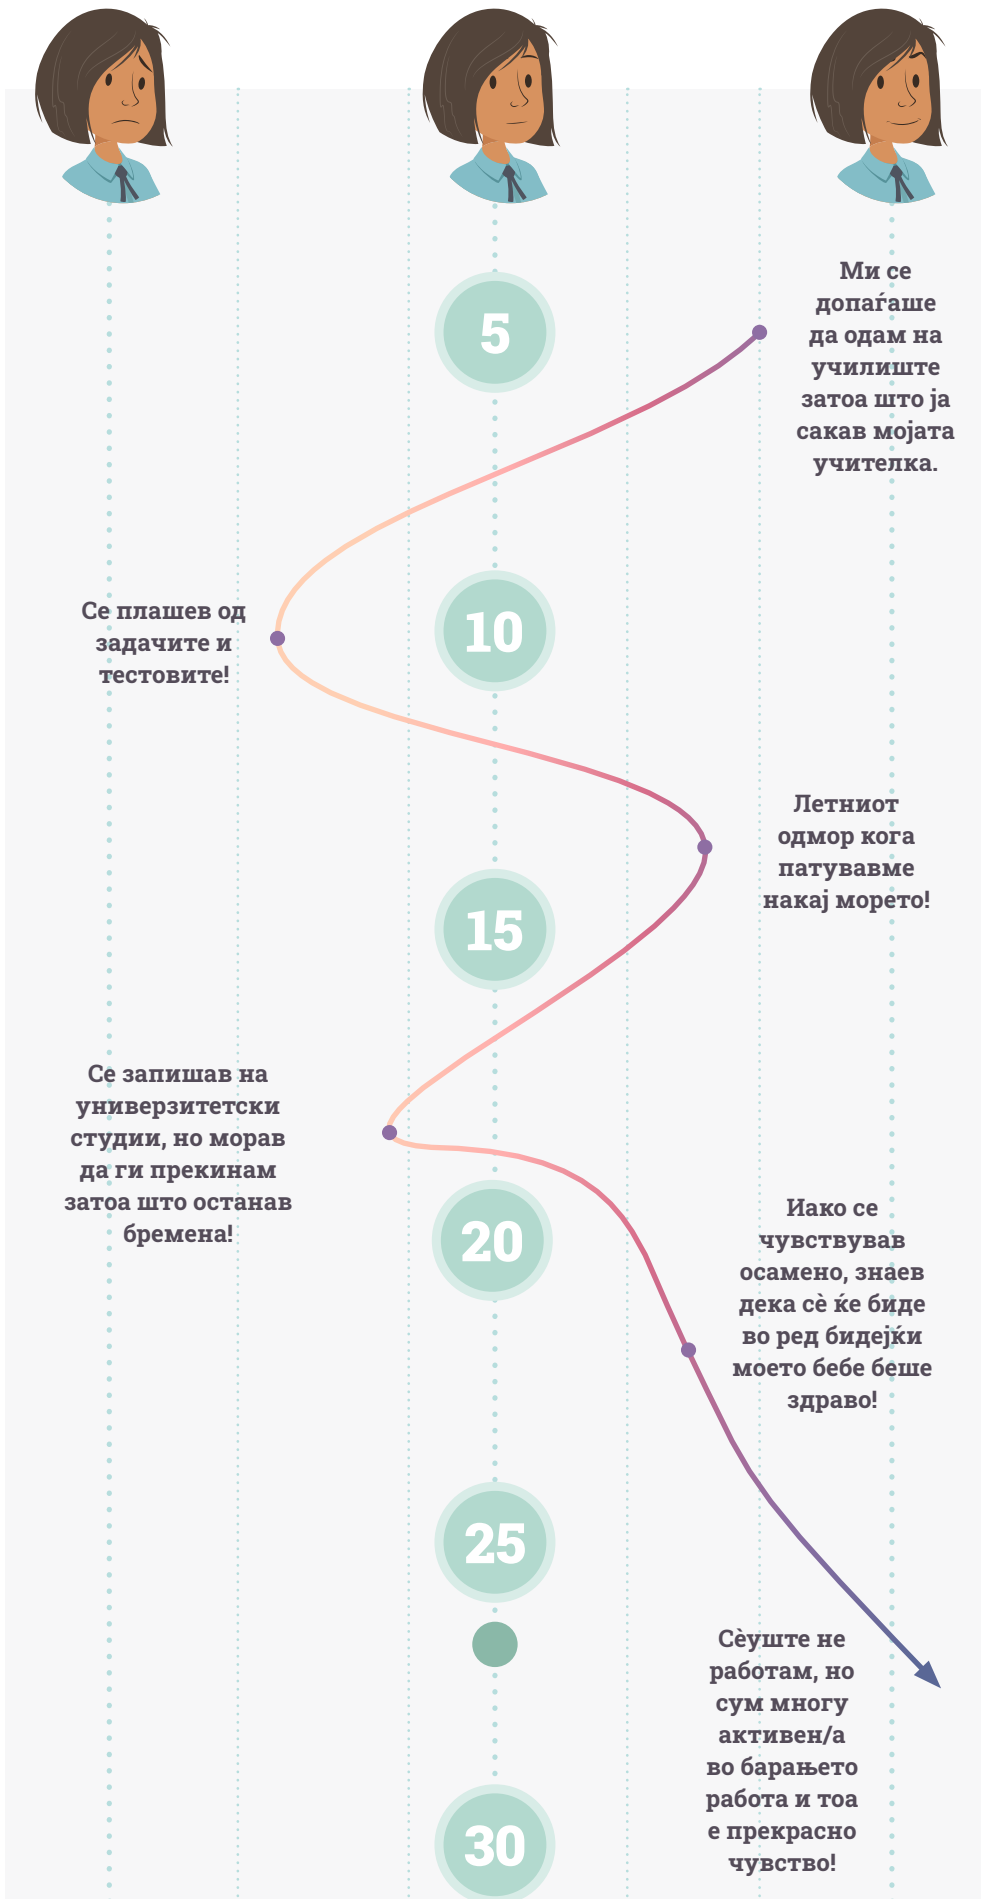 Ми се
допаѓаше
да одам на
училиште
затоа што ја
сакав мојата
учителка.
5
Се плашев од
задачите и
тестовите!
10
Летниот
одмор кога
патувавме
накај морето!
15
Се запишав на
универзитетски
студии, но морав
да ги прекинам
затоа што останав
бремена!
20
Иако се
чувствував
осамено, знаев
дека сѐ ќе биде
во ред бидејќи
моето бебе беше
здраво!
25
Сѐуште не
работам, но
сум многу
активен/а
во барањето
работа и тоа
е прекрасно
чувство!
30